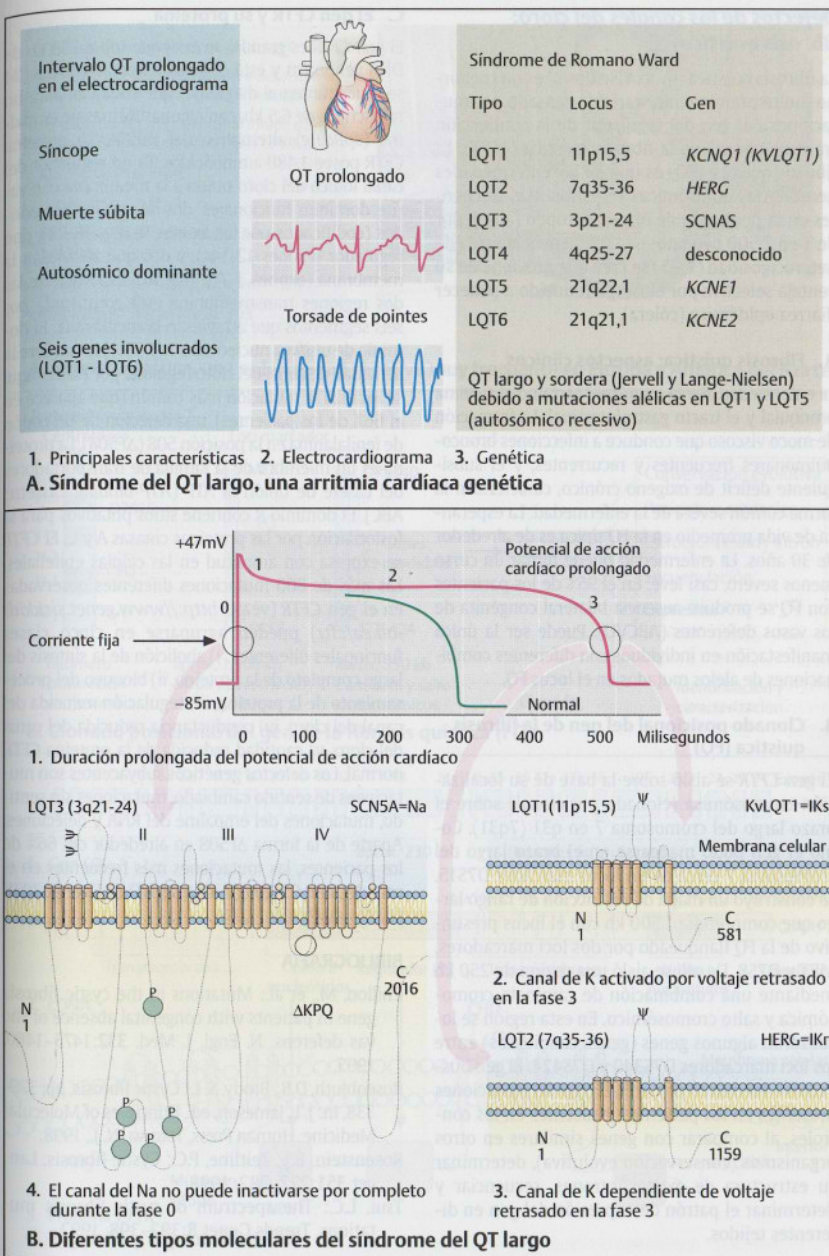 Intervalo QT prolongado
en el electrocardiograma
Síncope
Muerte súbita
Autosómico dominante
Seis genes involucrados
(LQT1 - LQT6)
QT prolongado
Torsade de pointes
Síndrome de Romano Ward
Tipo Locus Gen
LQT1 11p15,5 KCNQ1 (KVLQT1)
LQT2 7q35-36 HERG
LQT3 3p21-24 SCNAS
LQT4 4q25-27 desconocido
LQT5 21q22,1 KCNE1
LQT6 21q21,1 KCNE2
QT largo y sordera (Jervell y Lange-Nielsen)
debido a mutaciones alélicas en LQT1 y LQT5
(autosómico recesivo)
1. Principales características 2. Electrocardiograma 3. Genética
A. Síndrome del QT largo, una arritmia cardíaca genética
+47mV
1
2
Potencial de acción
cardíaco prolongado
0
3
Corriente fija
−85mV
Normal
0 100 200 300 400 500 Milisegundos
1. Duración prolongada del potencial de acción cardíaco
LQT3 (3q21-24) SCN5A=Na
Ψ
I II III IV
N
1
C
2016
ΔKPQ
P
P
P
P
P
P
4. El canal del Na no puede inactivarse por completo
durante la fase 0
LQT1(11p15,5) Ψ KvLQT1=IKs
Membrana celular
N C
1 581
2. Canal de K activado por voltaje retrasado
en la fase 3
Ψ
LQT2 (7q35-36) HERG=IKr
N C
1 1159
3. Canal de K dependiente de voltaje
retrasado en la fase 3
B. Diferentes tipos moleculares del síndrome del QT largo